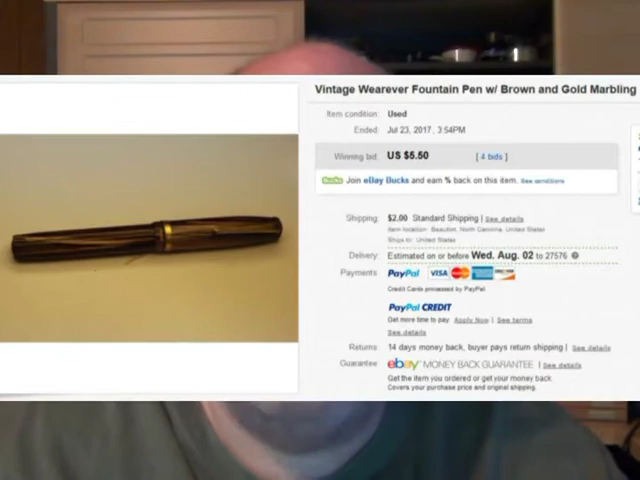 Vintage Wearever Fountain Pen w/ Brown and Gold Marbling
Item condition: Used
Ended: Jul 23, 2017 , 3:54PM
Winning bid: US $5.50 [ 4 bids ]
Join eBay Bucks and earn % back on this item. See conditions
Shipping: $2.00 Standard Shipping | See details
Item location: Beaufort, North Carolina, United States
Ships to: United States
Delivery: Estimated on or before Wed. Aug. 02 to 27576
Payments: PayPal VISA
Credit Cards processed by PayPal
PayPal CREDIT
Get more time to pay. Apply Now | See terms
See details
Returns: 14 days money back, buyer pays return shipping | See details
Guarantee: ebay MONEY BACK GUARANTEE | See details
Get the item you ordered or get your money back.
Covers your purchase price and original shipping.